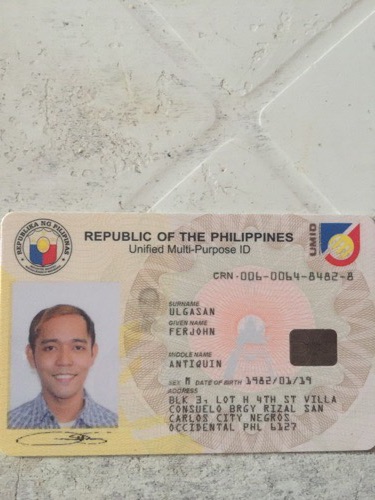 REPUBLIKA NG PILIPINAS
REPUBLIC OF THE PHILIPPINES
Unified Multi-Purpose ID
UMID
CRN-006-0064-8482-8
SURNAME
ULGASAN
GIVEN NAME
FERJOHN
MIDDLE NAME
ANTIQUIN
SEX M DATE OF BIRTH 1982/01/19
ADDRESS
BLK 3, LOT H 4TH ST VILLA
CONSUELO BRGY RIZAL SAN
CARLOS CITY NEGROS
OCCIDENTAL PHL 6127